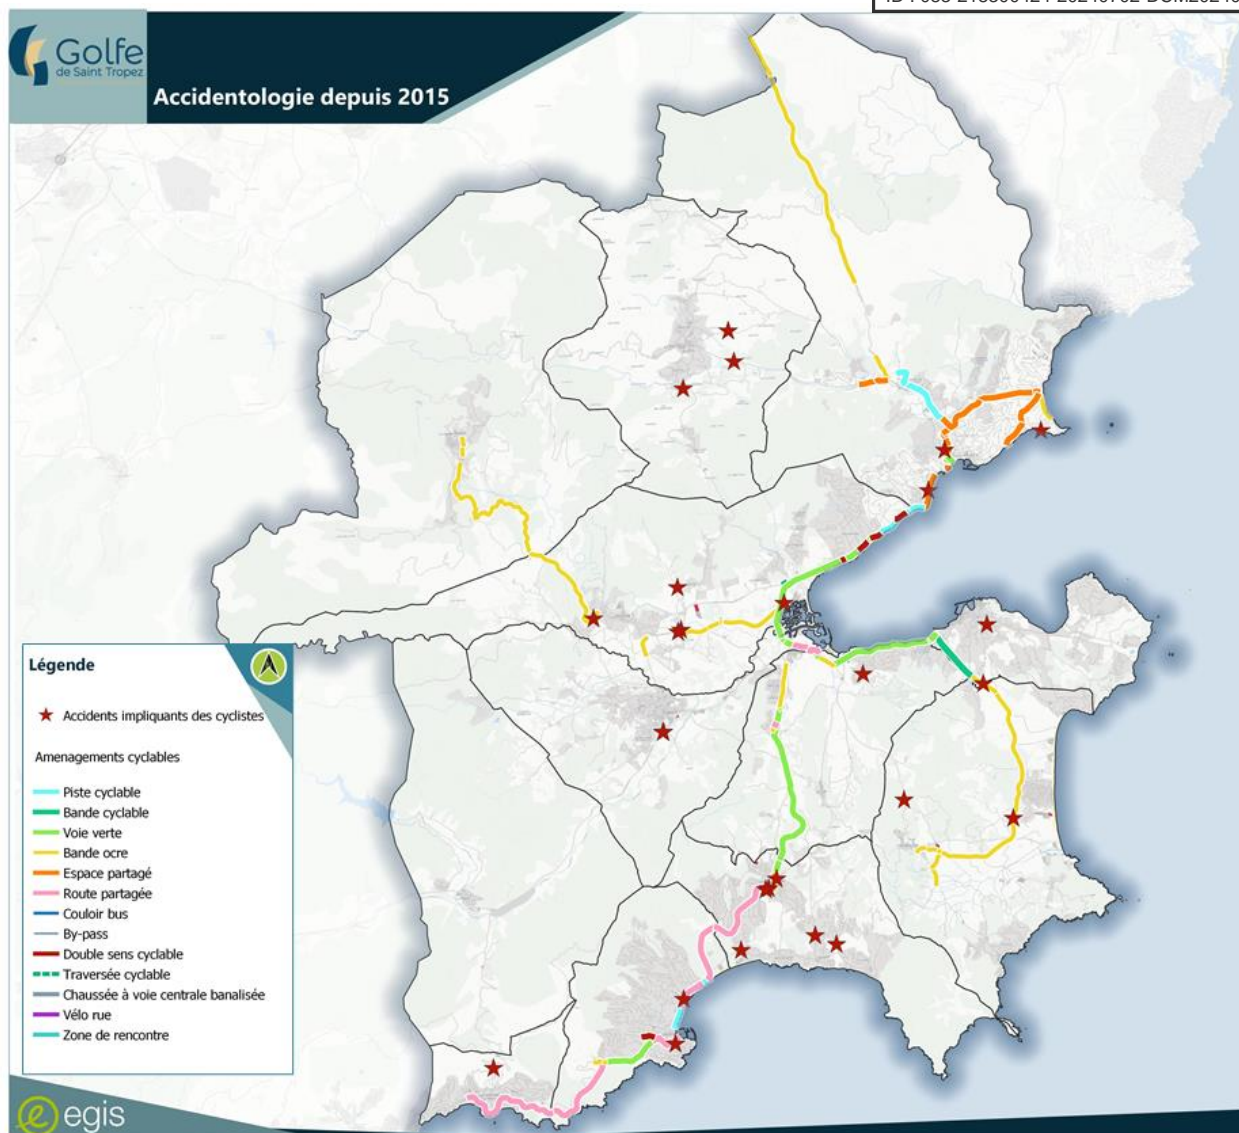 Golfe
de Saint Tropez
Accidentologie depuis 2015
Légende
Accidents impliquants des cyclistes
Amenagements cyclables
Piste cyclable
Bande cyclable
Voie verte
Bande ocre
Espace partagé
Route partagée
Couloir bus
By-pass
Double sens cyclable
Traversée cyclable
Chaussée à voie centrale banalisée
Vélo rue
Zone de rencontre
egis